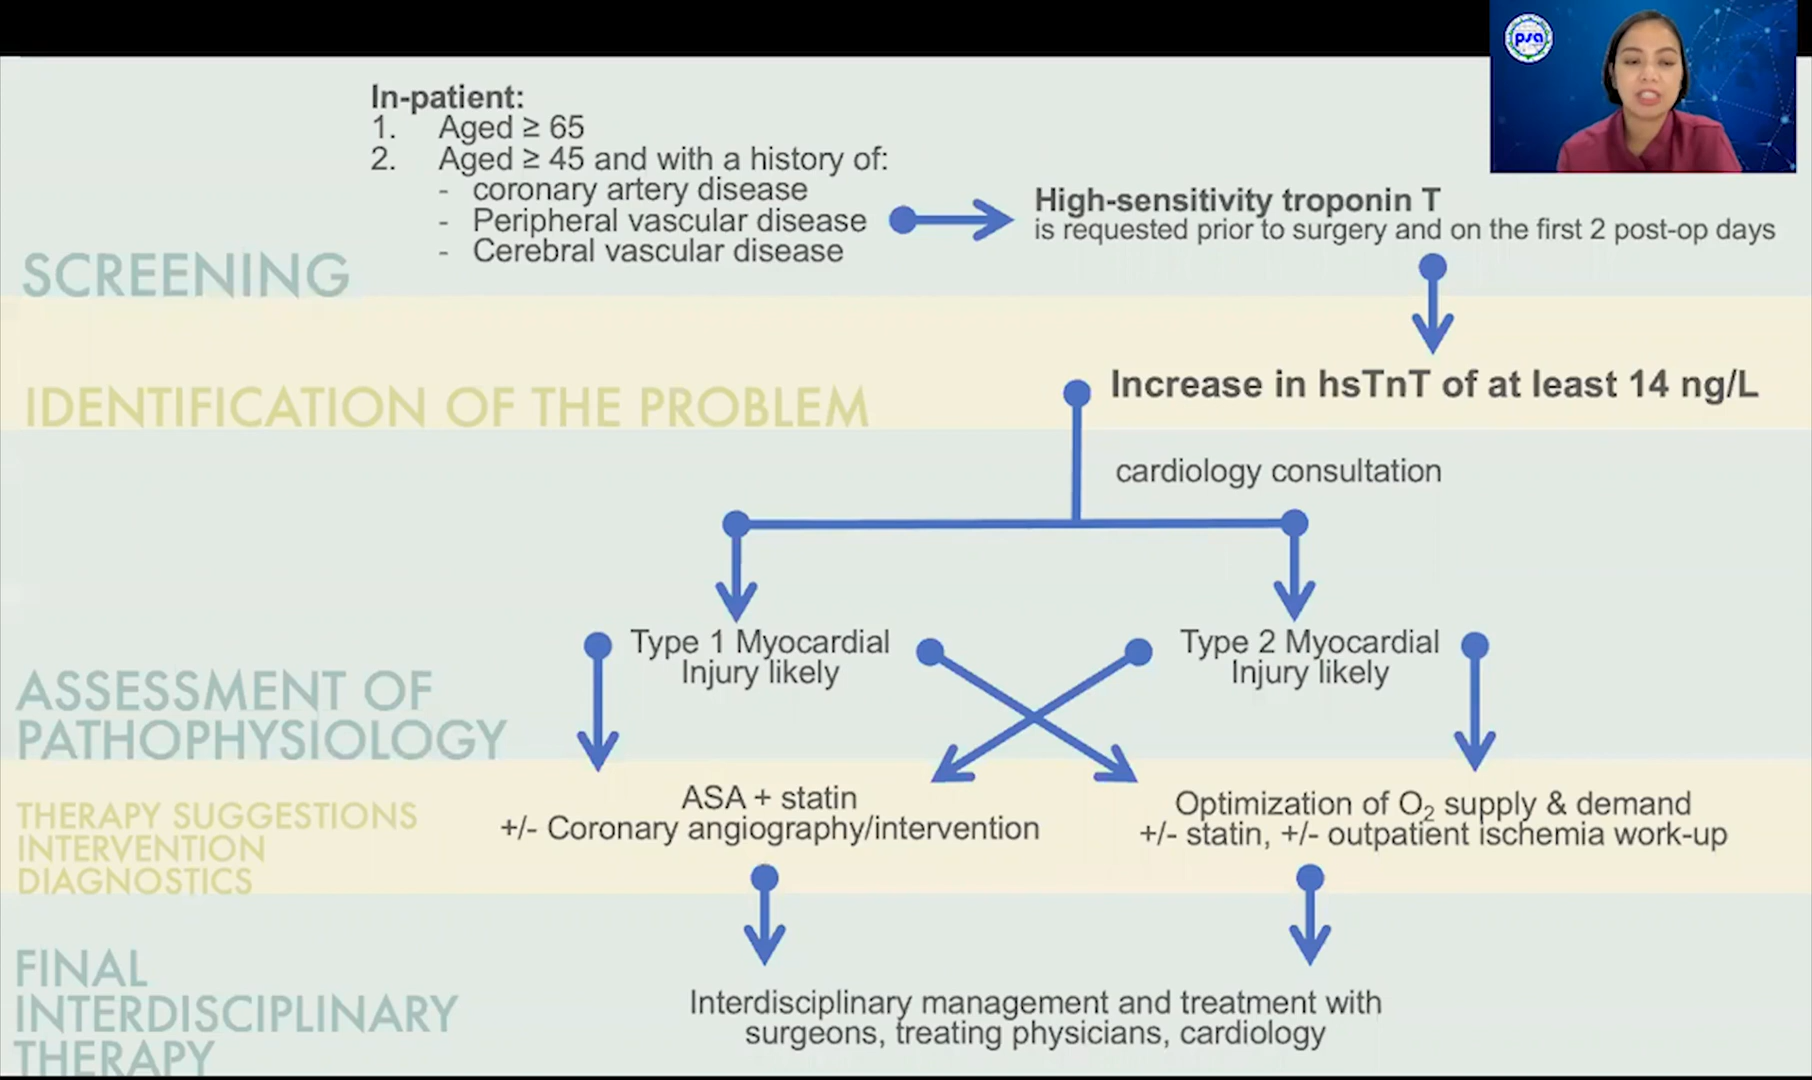 psa
In-patient:
1. Aged ≥ 65
2. Aged ≥ 45 and with a history of:
- coronary artery disease
- Peripheral vascular disease
- Cerebral vascular disease
High-sensitivity troponin T
is requested prior to surgery and on the first 2 post-op days
SCREENING
Increase in hsTnT of at least 14 ng/L
IDENTIFICATION OF THE PROBLEM
cardiology consultation
Type 1 Myocardial
Injury likely
Type 2 Myocardial
Injury likely
ASSESSMENT OF
PATHOPHYSIOLOGY
THERAPY SUGGESTIONS
INTERVENTION
DIAGNOSTICS
ASA + statin
+/- Coronary angiography/intervention
Optimization of O₂ supply & demand
+/- statin, +/- outpatient ischemia work-up
FINAL
INTERDISCIPLINARY
THERAPY
Interdisciplinary management and treatment with
surgeons, treating physicians, cardiology